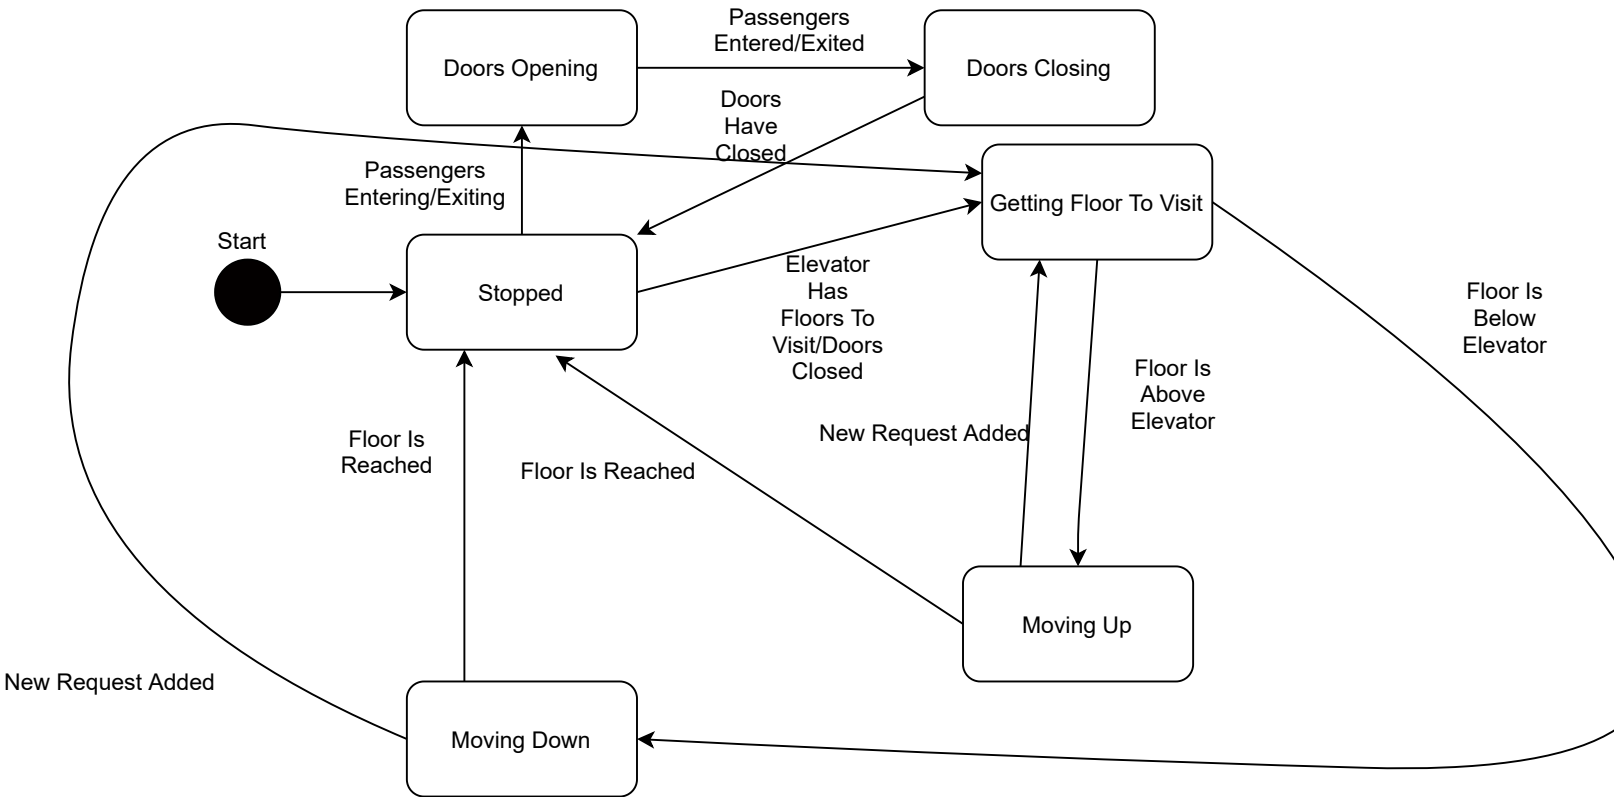 Passengers
Entered/Exited
Doors Opening
Doors Closing
Doors
Have
Closed
Passengers
Entering/Exiting
Getting Floor To Visit
Start
Stopped
Elevator
Has
Floors To
Visit/Doors
Closed
Floor Is
Below
Elevator
Floor Is
Above
Elevator
New Request Added
Floor Is
Reached
Floor Is Reached
Moving Up
New Request Added
Moving Down